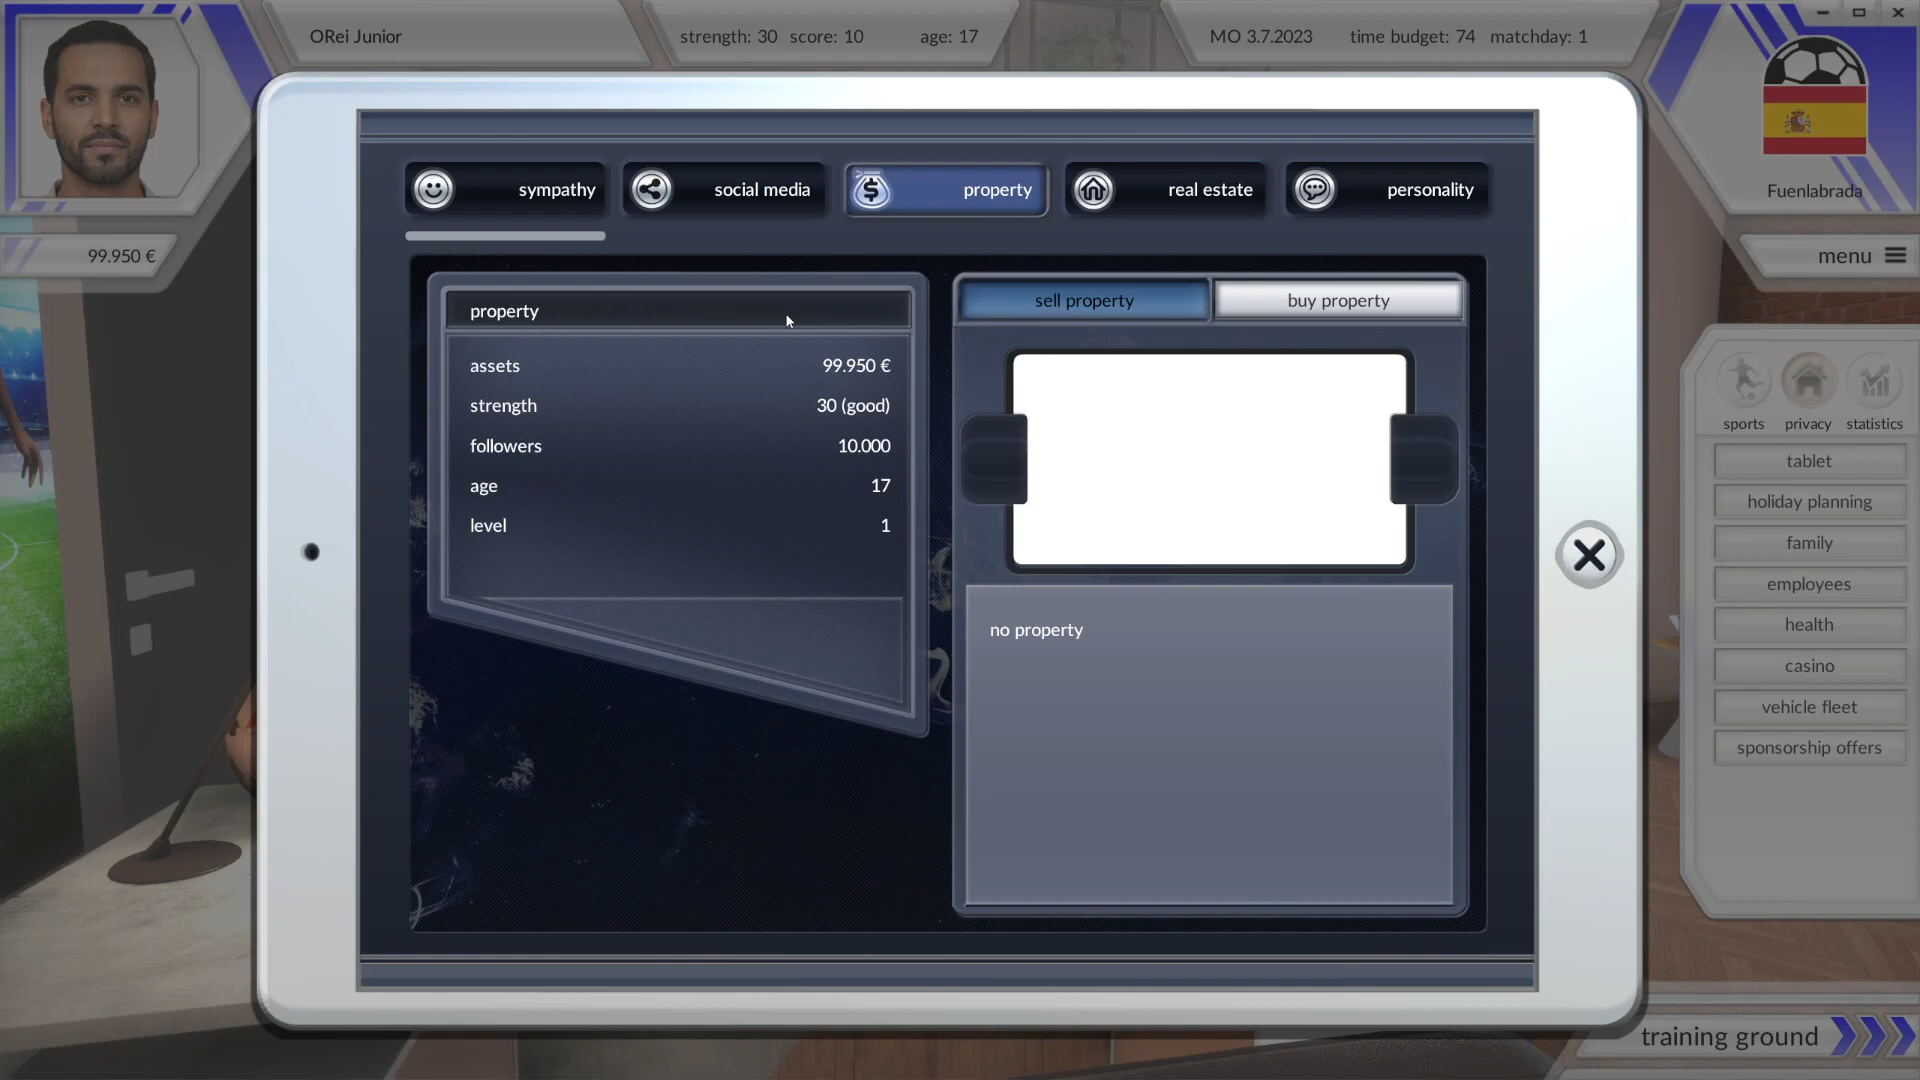 ORei Junior
strength: 30 score: 10 age: 17
MO 3.7.2023 time budget: 74 matchday: 1
Fuenlabrada
99.950 €
menu
sympathy
social media
property
real estate
personality
property
assets 99.950 €
strength 30 (good)
followers 10.000
age 17
level 1
sell property
buy property
no property
sports privacy statistics
tablet
holiday planning
family
employees
health
casino
vehicle fleet
sponsorship offers
training ground